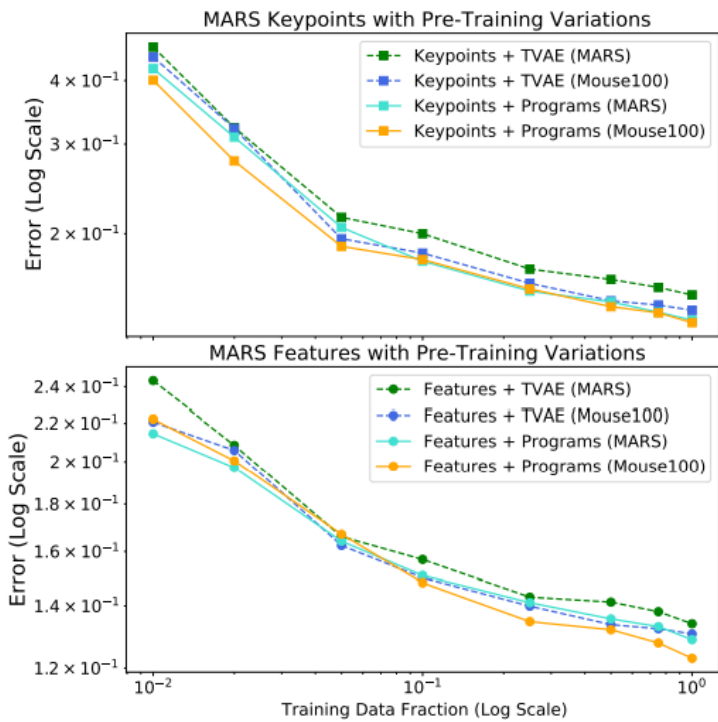 MARS Keypoints with Pre-Training Variations
Error (Log Scale)
4 × 10⁻¹
3 × 10⁻¹
2 × 10⁻¹
Keypoints + TVAE (MARS)
Keypoints + TVAE (Mouse100)
Keypoints + Programs (MARS)
Keypoints + Programs (Mouse100)
MARS Features with Pre-Training Variations
Error (Log Scale)
2.4 × 10⁻¹
2.2 × 10⁻¹
2 × 10⁻¹
1.8 × 10⁻¹
1.6 × 10⁻¹
1.4 × 10⁻¹
1.2 × 10⁻¹
Features + TVAE (MARS)
Features + TVAE (Mouse100)
Features + Programs (MARS)
Features + Programs (Mouse100)
10⁻² 10⁻¹ 10⁰
Training Data Fraction (Log Scale)